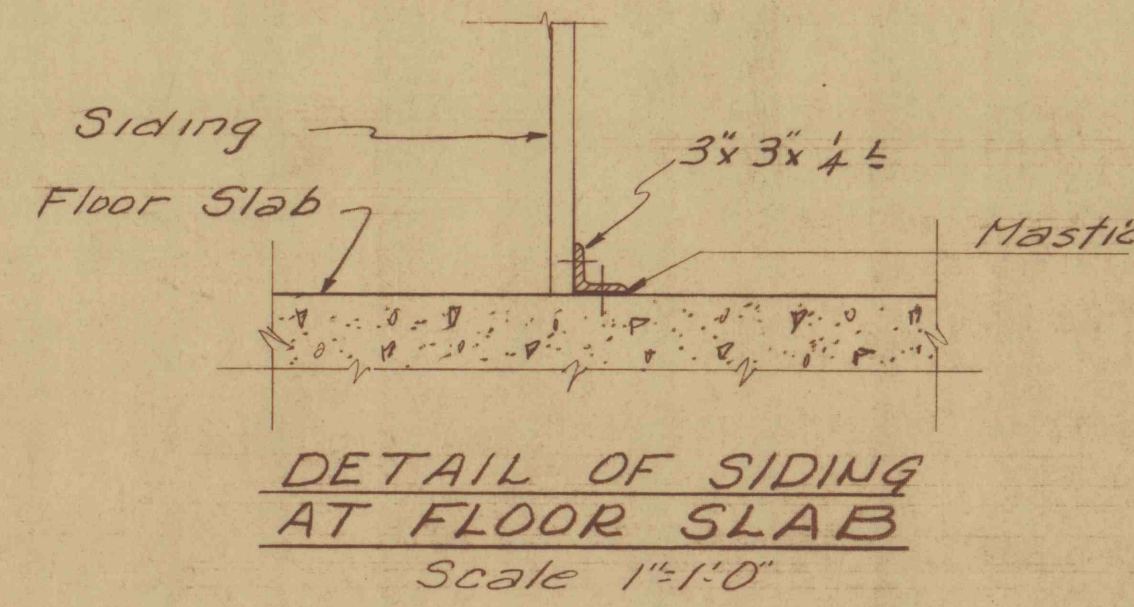 Siding
3"x 3"x ¼ L
Floor Slab
Mastic
DETAIL OF SIDING
AT FLOOR SLAB
Scale 1"=1'-0"